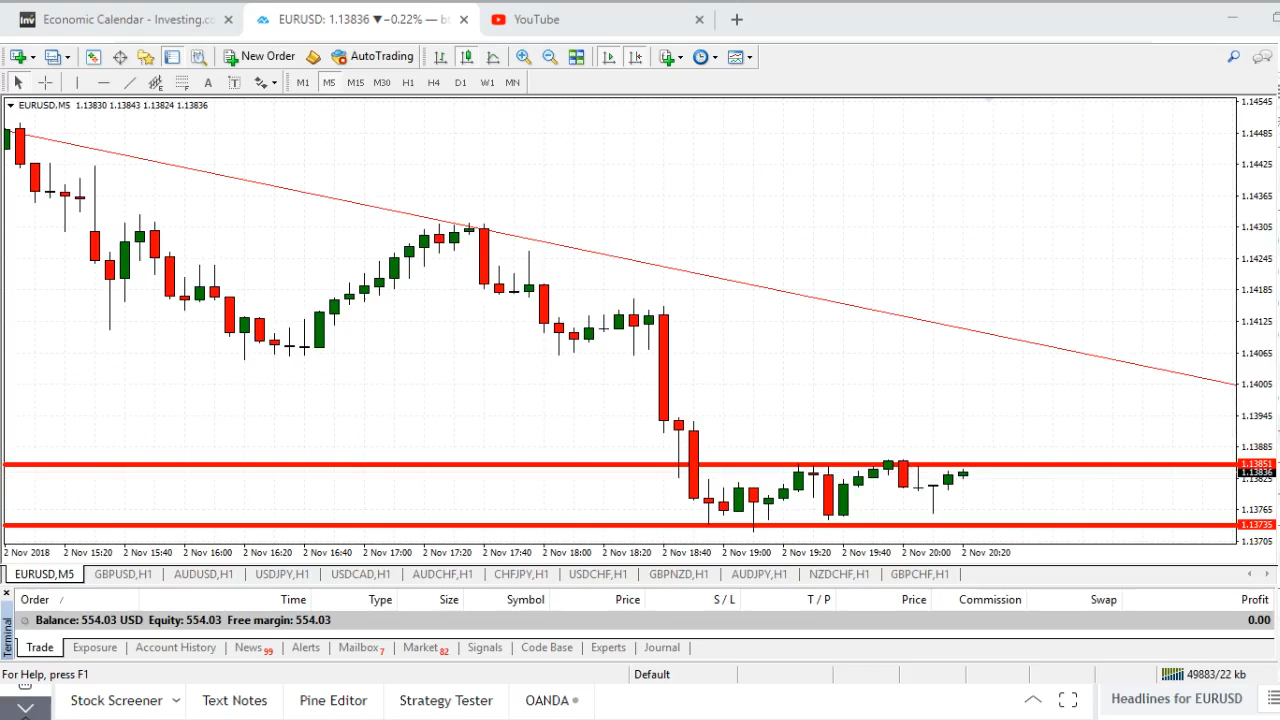 Economic Calendar - Investing.co
EURUSD: 1.13836 ▼−0.22% — b
YouTube
New Order
AutoTrading
M1 M5 M15 M30 H1 H4 D1 W1 MN
EURUSD,M5 1.13830 1.13843 1.13824 1.13836
1.14545
1.14485
1.14425
1.14365
1.14305
1.14245
1.14185
1.14125
1.14065
1.14005
1.13945
1.13885
1.13851
1.13836
1.13825
1.13765
1.13735
1.13705
2 Nov 2018 2 Nov 15:20 2 Nov 15:40 2 Nov 16:00 2 Nov 16:20 2 Nov 16:40 2 Nov 17:00 2 Nov 17:20 2 Nov 17:40 2 Nov 18:00 2 Nov 18:20 2 Nov 18:40 2 Nov 19:00 2 Nov 19:20 2 Nov 19:40 2 Nov 20:00 2 Nov 20:20
EURUSD,M5 GBPUSD,H1 AUDUSD,H1 USDJPY,H1 USDCAD,H1 AUDCHF,H1 CHFJPY,H1 USDCHF,H1 GBPNZD,H1 AUDJPY,H1 NZDCHF,H1 GBPCHF,H1
Order / Time Type Size Symbol Price S / L T / P Price Commission Swap Profit
Balance: 554.03 USD Equity: 554.03 Free margin: 554.03 0.00
Terminal
Trade Exposure Account History News 99 Alerts Mailbox 7 Market 82 Signals Code Base Experts Journal
For Help, press F1 Default 49883/22 kb
Stock Screener Text Notes Pine Editor Strategy Tester OANDA Headlines for EURUSD